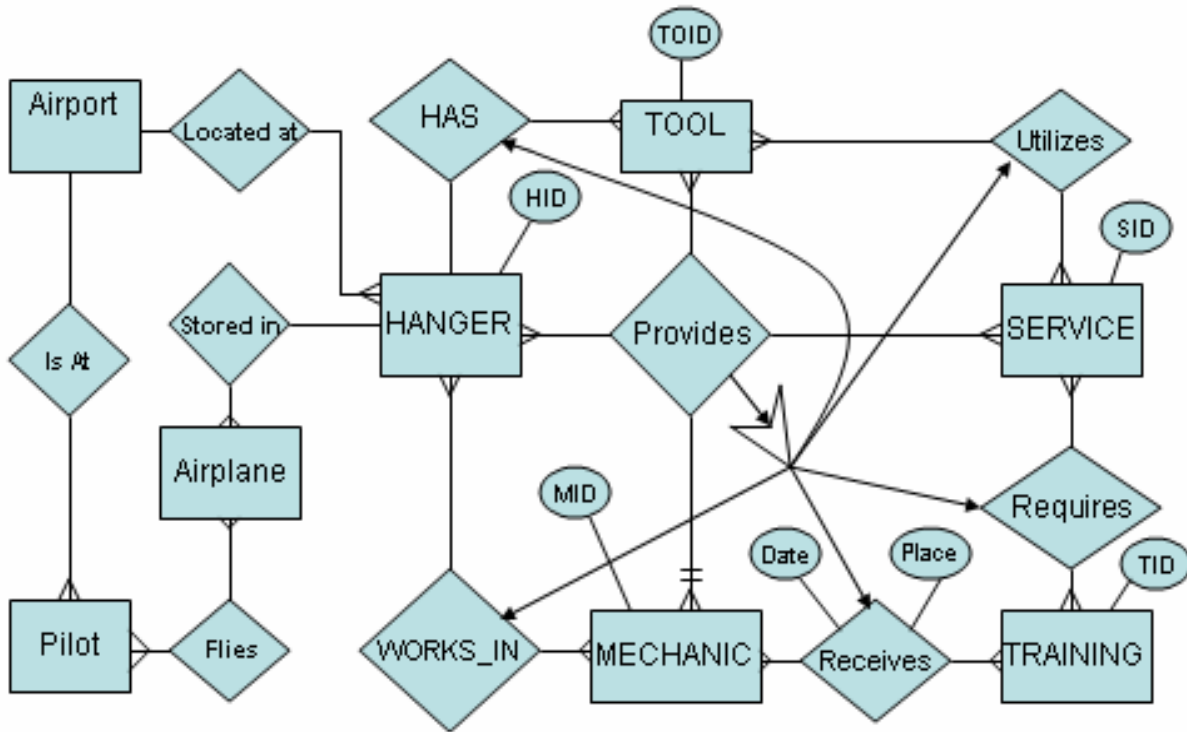 TOID
Airport
Located at
HAS
TOOL
Utilizes
HID
SID
Stored in
HANGER
Provides
SERVICE
Is At
Airplane
MID
Requires
Date
Place
TID
Pilot
Flies
WORKS_IN
MECHANIC
Receives
TRAINING